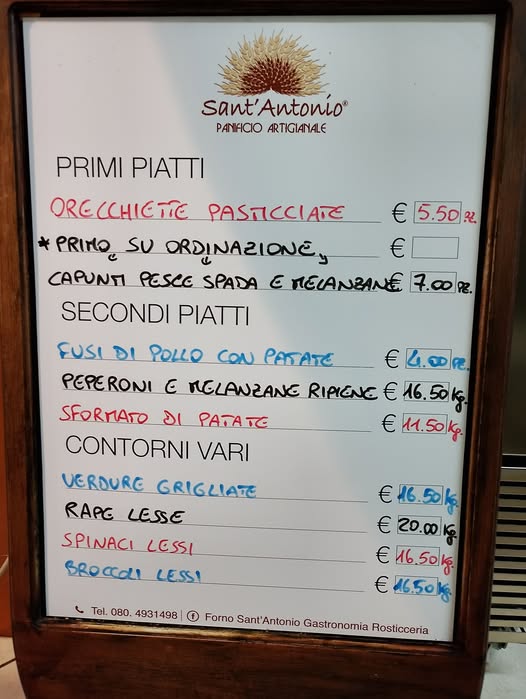 Sant'Antonio®
PANIFICIO ARTIGIANALE
PRIMI PIATTI
ORECCHIETTE PASTICCIATE € 5.50 PZ.
* PRIMO SU ORDINAZIONE €
CAPUNTI PESCE SPADA E MELANZANE € 7.00 PZ.
SECONDI PIATTI
FUSI DI POLLO CON PATATE € 4.00 PZ.
PEPERONI E MELANZANE RIPIENE € 16.50 Kg.
SFORMATO DI PATATE € 11.50 Kg.
CONTORNI VARI
VERDURE GRIGLIATE € 16.50 Kg.
RAPE LESSE € 20.00 Kg.
SPINACI LESSI € 16.50 Kg.
BROCCOLI LESSI € 16.50 Kg.
Tel. 080. 4931498 | Forno Sant'Antonio Gastronomia Rosticceria